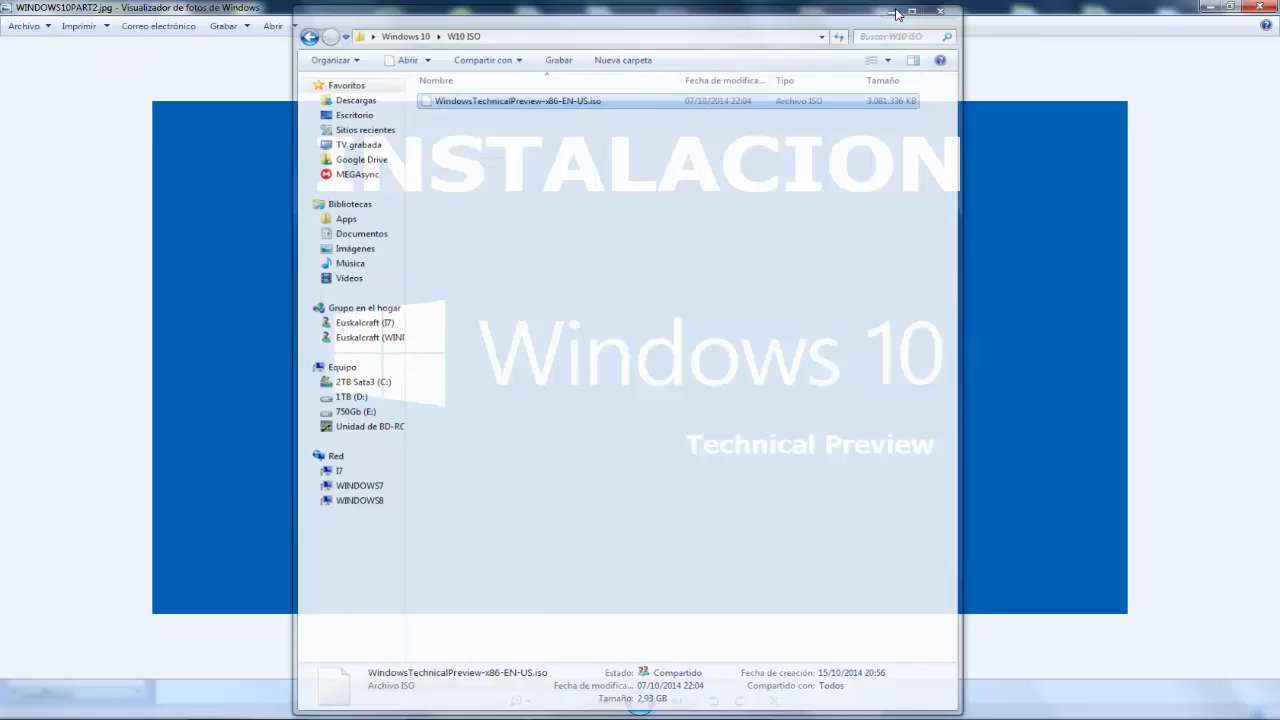 WINDOWS10PART2.jpg - Visualizador de fotos de Windows
Archivo Imprimir Correo electrónico Grabar Abrir
Windows 10 W10 ISO Buscar W10 ISO
Organizar Abrir Compartir con Grabar Nueva carpeta
Favoritos
Descargas
Escritorio
Sitios recientes
TV grabada
Google Drive
MEGAsync
Bibliotecas
Apps
Documentos
Imágenes
Música
Vídeos
Grupo en el hogar
Euskalcraft (I7)
Euskalcraft (WIN
Equipo
2TB Sata3 (C:)
1TB (D:)
750Gb (E:)
Unidad de BD-RC
Red
I7
WINDOWS7
WINDOWS8
Nombre Fecha de modifica... Tipo Tamaño
WindowsTechnicalPreview-x86-EN-US.iso 07/10/2014 22:04 Archivo ISO 3.081.336 KB
INSTALACION
Windows 10
Technical Preview
WindowsTechnicalPreview-x86-EN-US.iso Estado: Compartido Fecha de creación: 15/10/2014 20:56
Archivo ISO Fecha de modifica... 07/10/2014 22:04 Compartido con: Todos
Tamaño: 2,93 GB